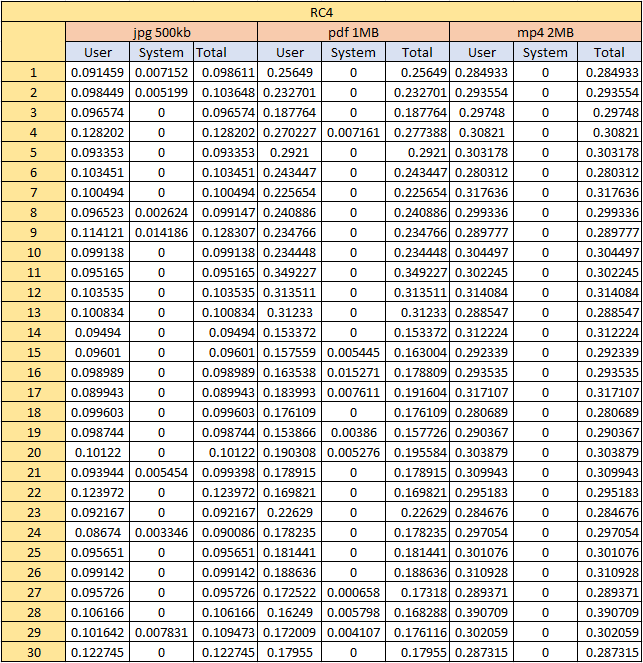 RC4
jpg 500kb pdf 1MB mp4 2MB
User System Total User System Total User System Total
1 0.091459 0.007152 0.098611 0.25649 0 0.25649 0.284933 0 0.284933
2 0.098449 0.005199 0.103648 0.232701 0 0.232701 0.293554 0 0.293554
3 0.096574 0 0.096574 0.187764 0 0.187764 0.29748 0 0.29748
4 0.128202 0 0.128202 0.270227 0.007161 0.277388 0.30821 0 0.30821
5 0.093353 0 0.093353 0.2921 0 0.2921 0.303178 0 0.303178
6 0.103451 0 0.103451 0.243447 0 0.243447 0.280312 0 0.280312
7 0.100494 0 0.100494 0.225654 0 0.225654 0.317636 0 0.317636
8 0.096523 0.002624 0.099147 0.240886 0 0.240886 0.299336 0 0.299336
9 0.114121 0.014186 0.128307 0.234766 0 0.234766 0.289777 0 0.289777
10 0.099138 0 0.099138 0.234448 0 0.234448 0.304497 0 0.304497
11 0.095165 0 0.095165 0.349227 0 0.349227 0.302245 0 0.302245
12 0.103535 0 0.103535 0.313511 0 0.313511 0.314084 0 0.314084
13 0.100834 0 0.100834 0.31233 0 0.31233 0.288547 0 0.288547
14 0.09494 0 0.09494 0.153372 0 0.153372 0.312224 0 0.312224
15 0.09601 0 0.09601 0.157559 0.005445 0.163004 0.292339 0 0.292339
16 0.098989 0 0.098989 0.163538 0.015271 0.178809 0.293535 0 0.293535
17 0.089943 0 0.089943 0.183993 0.007611 0.191604 0.317107 0 0.317107
18 0.099603 0 0.099603 0.176109 0 0.176109 0.280689 0 0.280689
19 0.098744 0 0.098744 0.153866 0.00386 0.157726 0.290367 0 0.290367
20 0.10122 0 0.10122 0.190308 0.005276 0.195584 0.303879 0 0.303879
21 0.093944 0.005454 0.099398 0.178915 0 0.178915 0.309943 0 0.309943
22 0.123972 0 0.123972 0.169821 0 0.169821 0.295183 0 0.295183
23 0.092167 0 0.092167 0.22629 0 0.22629 0.284676 0 0.284676
24 0.08674 0.003346 0.090086 0.178235 0 0.178235 0.297054 0 0.297054
25 0.095651 0 0.095651 0.181441 0 0.181441 0.301076 0 0.301076
26 0.099142 0 0.099142 0.188636 0 0.188636 0.310928 0 0.310928
27 0.095726 0 0.095726 0.172522 0.000658 0.17318 0.289371 0 0.289371
28 0.106166 0 0.106166 0.16249 0.005798 0.168288 0.390709 0 0.390709
29 0.101642 0.007831 0.109473 0.172009 0.004107 0.176116 0.302059 0 0.302059
30 0.122745 0 0.122745 0.17955 0 0.17955 0.287315 0 0.287315